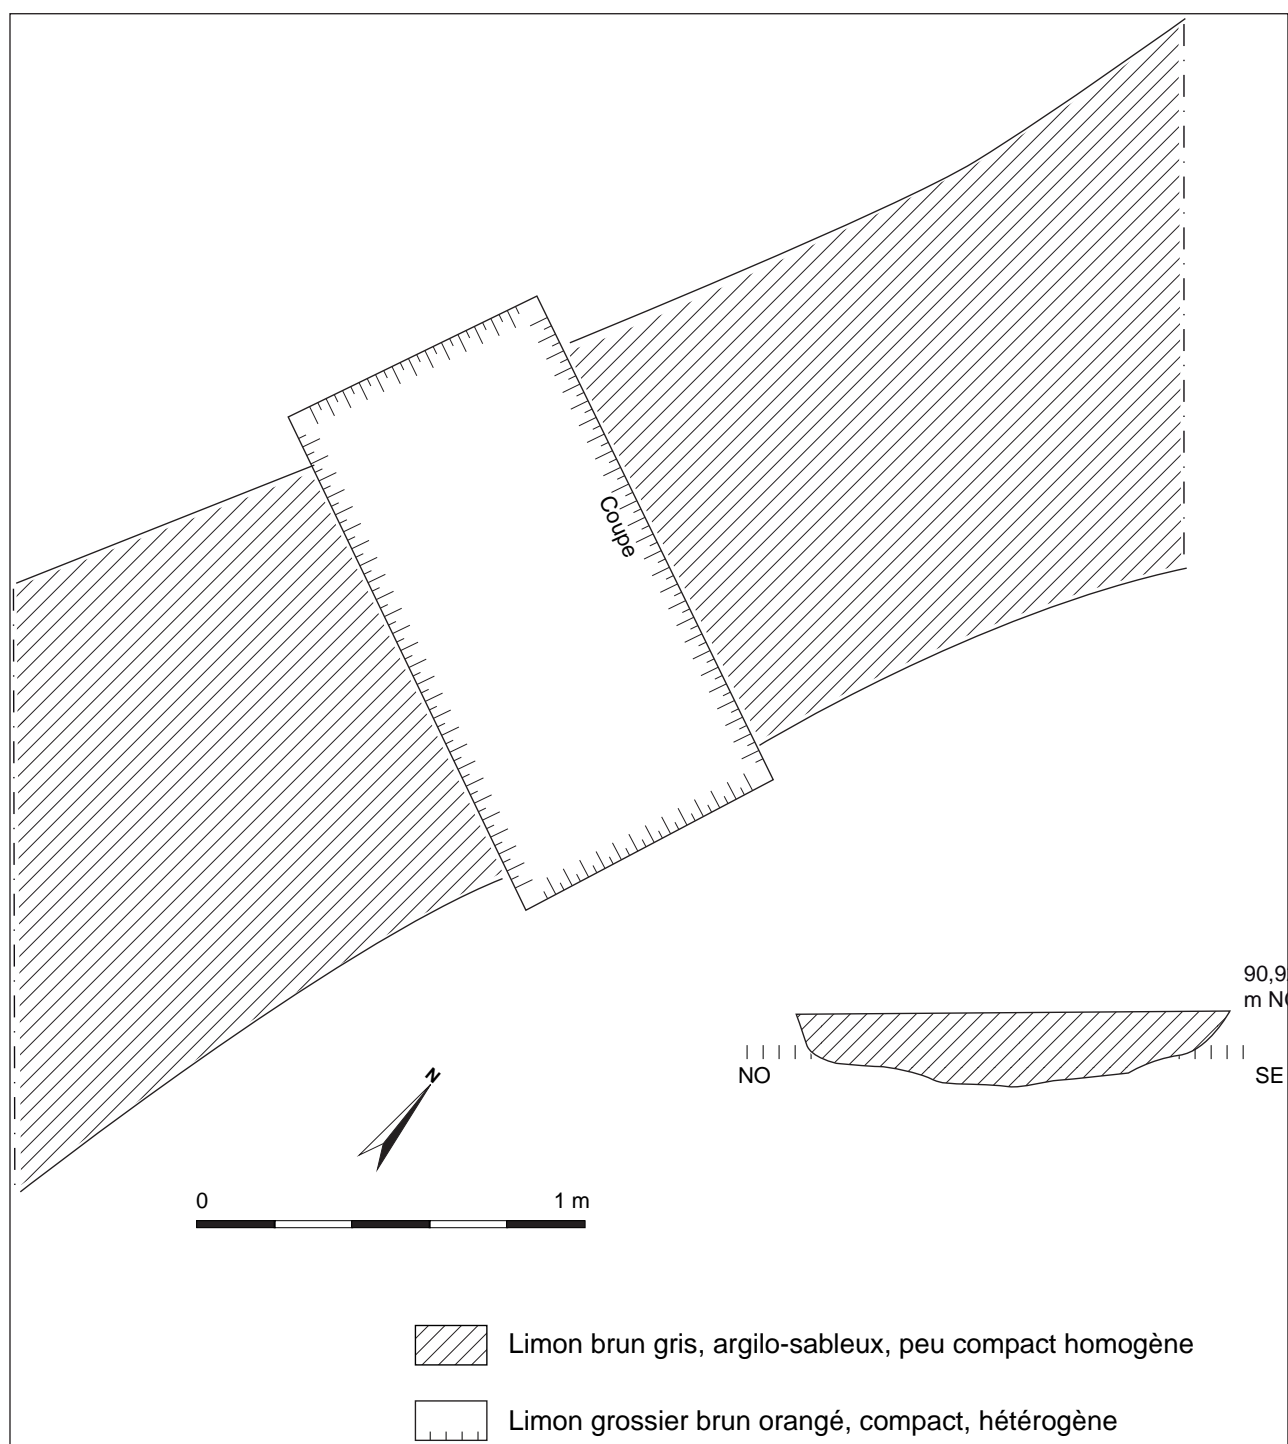 Coupe
90,9
m N
NO
SE
N
0 1 m
Limon brun gris, argilo-sableux, peu compact homogène
Limon grossier brun orangé, compact, hétérogène